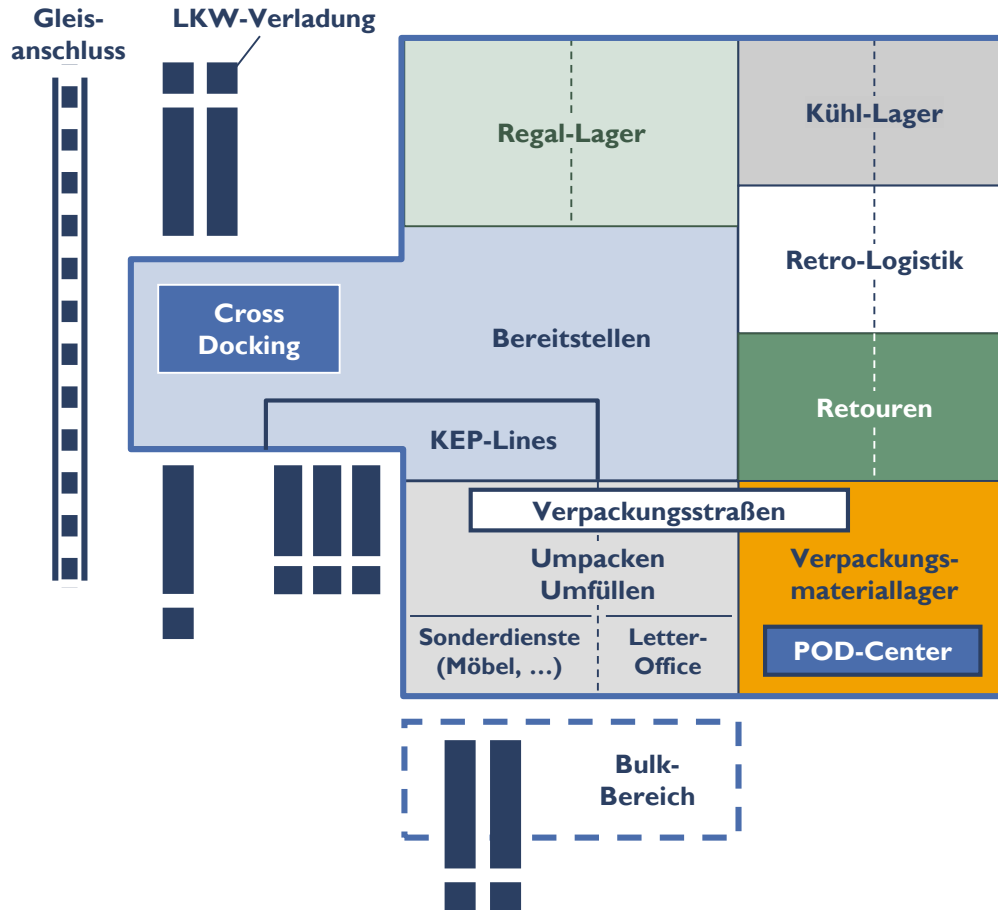 Gleis-
anschluss
LKW-Verladung
Regal-Lager
Kühl-Lager
Retro-Logistik
Cross
Docking
Bereitstellen
Retouren
KEP-Lines
Verpackungsstraßen
Umpacken
Umfüllen
Verpackungs-
materiallager
Sonderdienste
(Möbel, ...)
Letter-
Office
POD-Center
Bulk-
Bereich